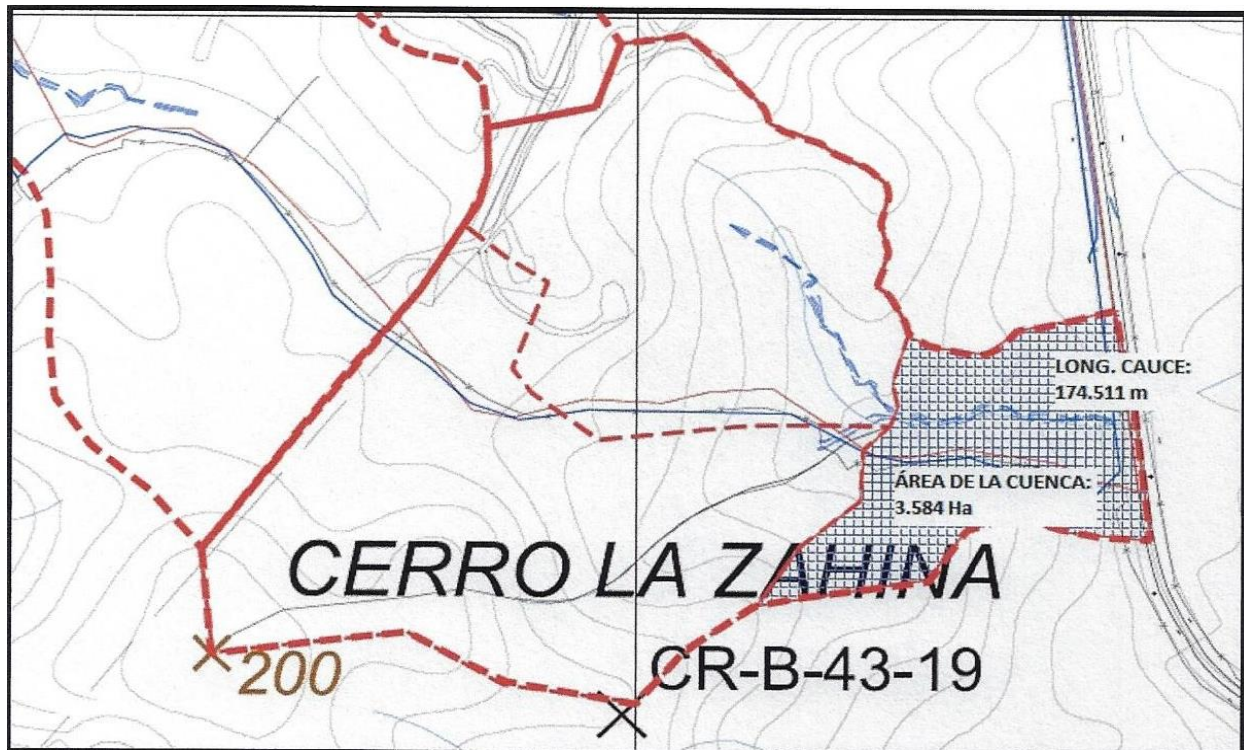 LONG. CAUCE:
174.511 m
ÁREA DE LA CUENCA:
3.584 Ha
CERRO LA ZAHINA
200
CR-B-43-19